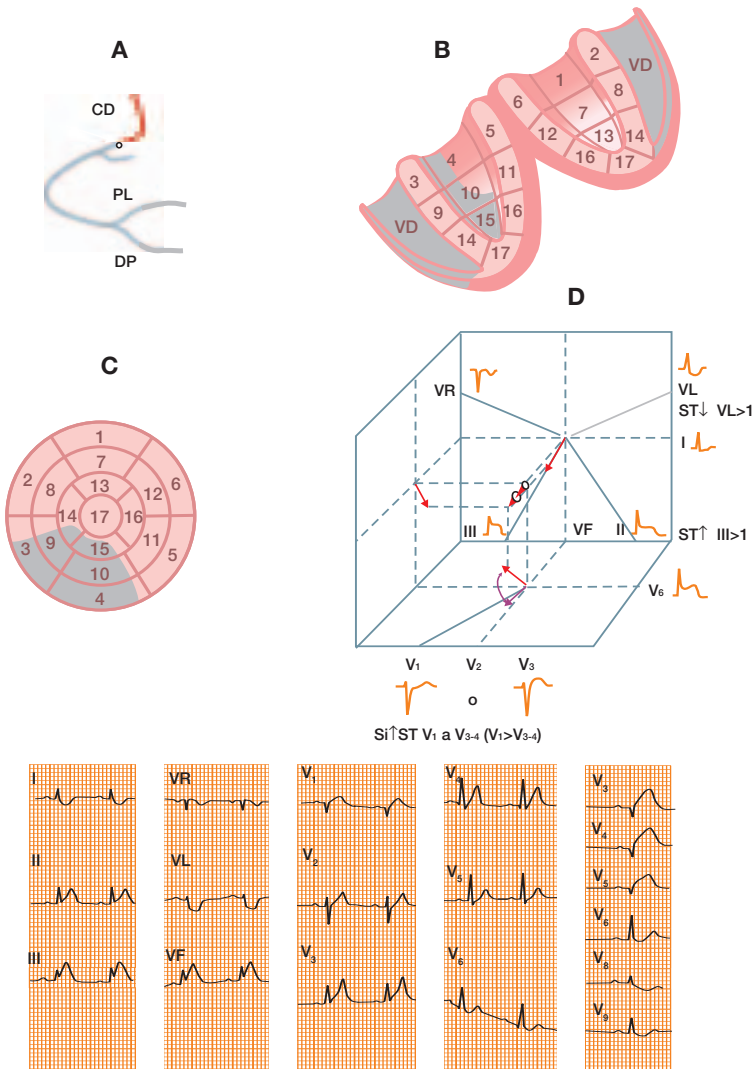 A
CD
PL
DP
B
1
2
VD
6
7
8
5
12
13
14
4
16
17
3
11
10
9
15
16
VD
14
17
C
1
2
7
6
8
13
12
14
17
16
3
9
15
11
5
10
4
D
VR
VL
ST↓ VL>1
I
III
VF
II
ST↑ III>1
V6
V1
V2
V3
o
Si↑ST V1 a V3-4 (V1>V3-4)
I
II
III
VR
VL
VF
V1
V2
V3
V4
V5
V6
V3
V4
V5
V6
V8
V9